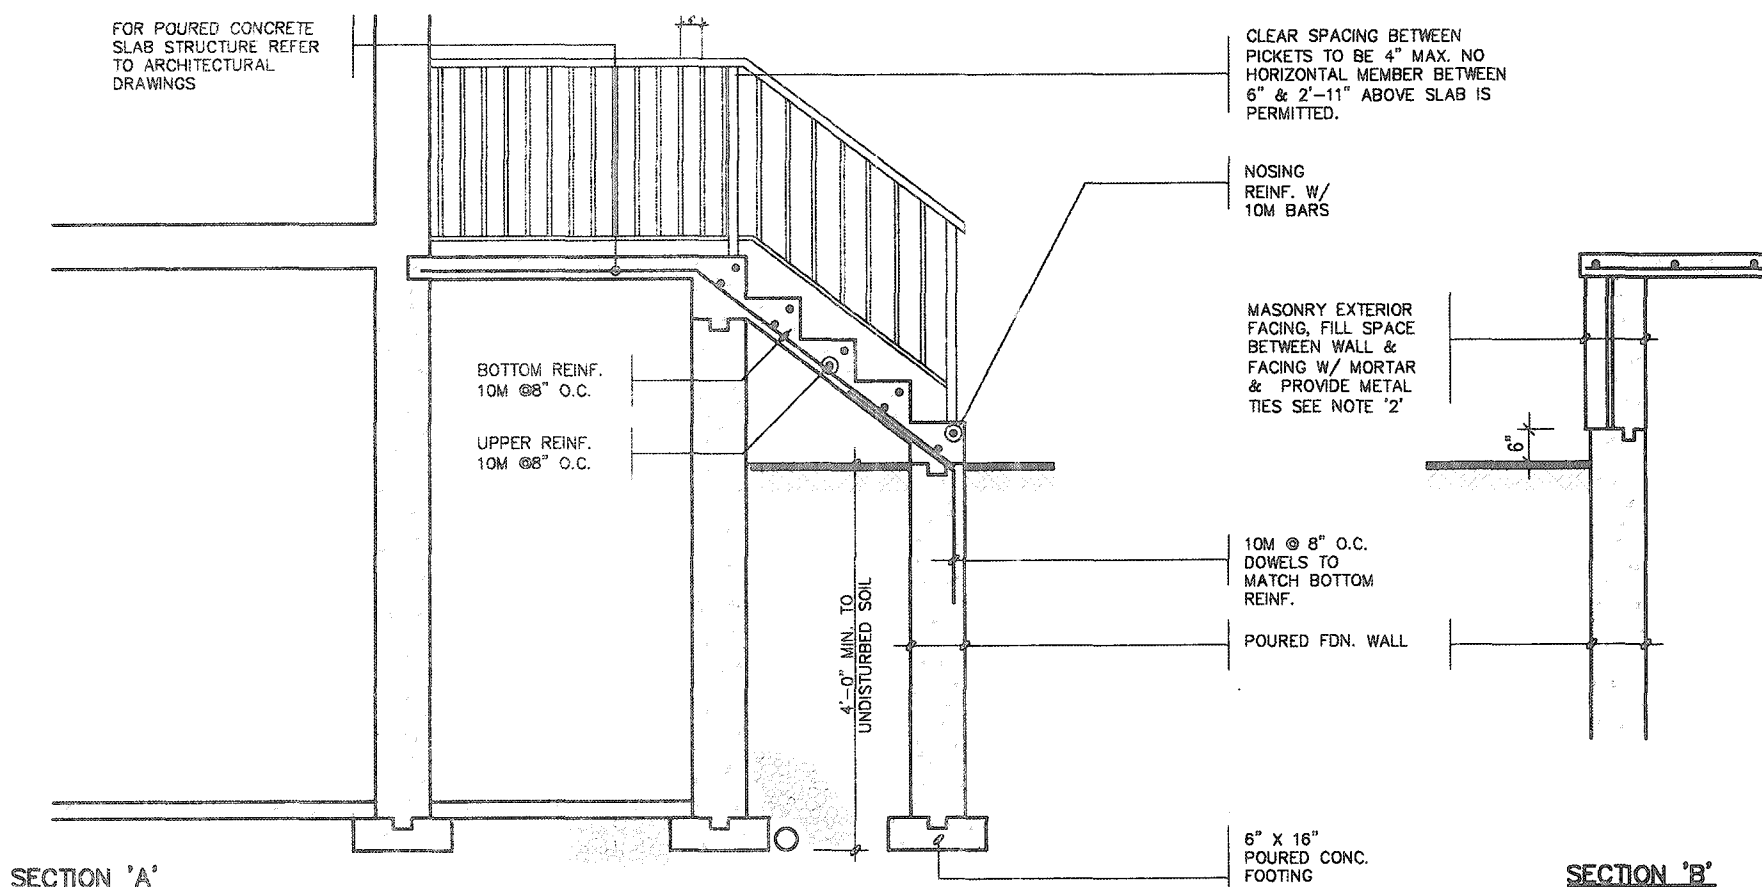 FOR POURED CONCRETE
SLAB STRUCTURE REFER
TO ARCHITECTURAL
DRAWINGS
CLEAR SPACING BETWEEN
PICKETS TO BE 4" MAX. NO
HORIZONTAL MEMBER BETWEEN
6" & 2'-11" ABOVE SLAB IS
PERMITTED.
NOSING
REINF. W/
10M BARS
MASONRY EXTERIOR
FACING, FILL SPACE
BETWEEN WALL &
FACING W/ MORTAR
& PROVIDE METAL
TIES SEE NOTE '2'
BOTTOM REINF.
10M @8" O.C.
UPPER REINF.
10M @8" O.C.
6"
10M @ 8" O.C.
DOWELS TO
MATCH BOTTOM
REINF.
4'-0" MIN. TO
UNDISTURBED SOIL
POURED FDN. WALL
6" X 16"
POURED CONC.
FOOTING
SECTION 'A'
SECTION 'B'